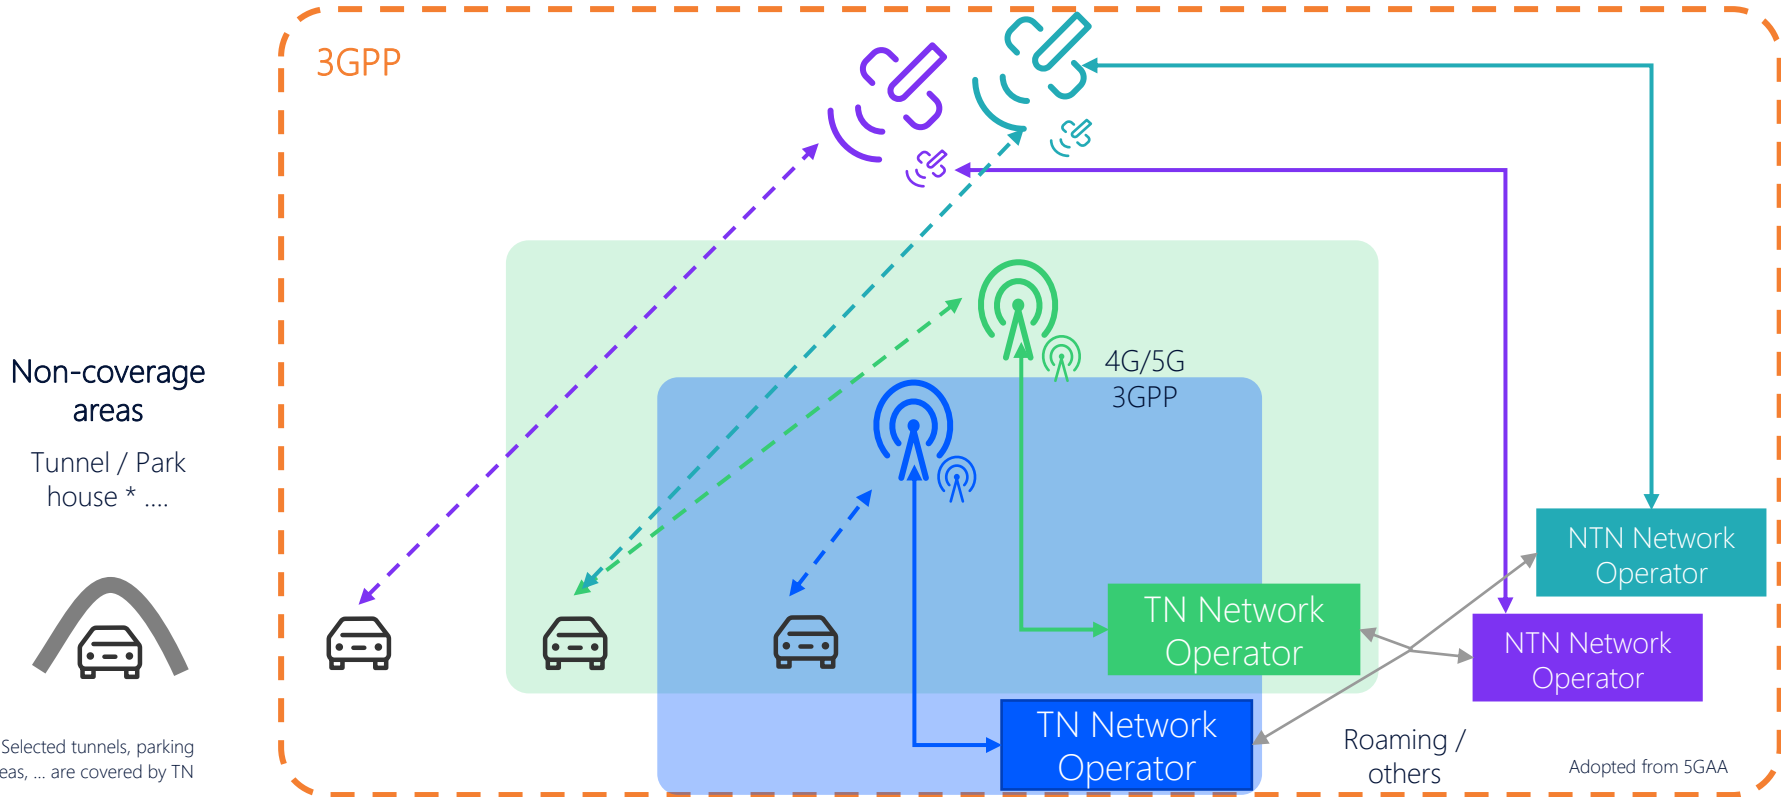 3GPP
4G/5G
3GPP
Non-coverage
areas
Tunnel / Park
house * ....
NTN Network
Operator
TN Network
Operator
NTN Network
Operator
TN Network
Operator
Roaming /
others
Selected tunnels, parking
... are covered by TN
Adopted from 5GAA